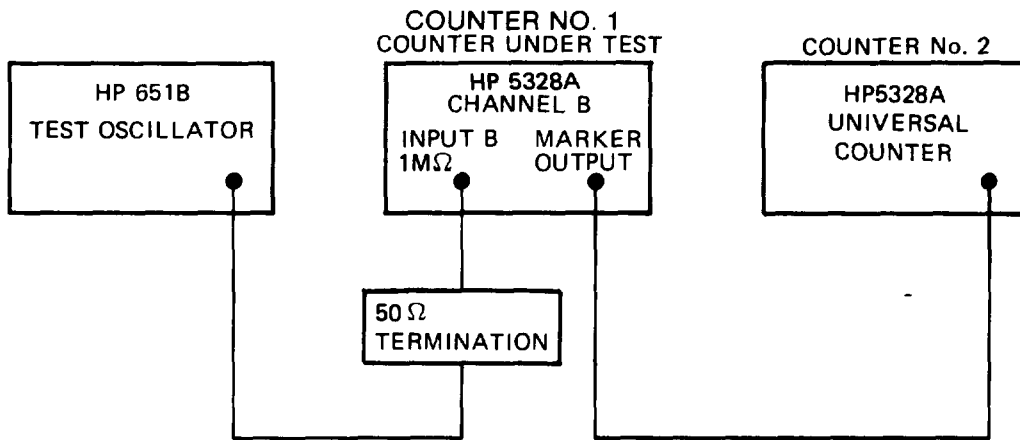 COUNTER NO. 1
COUNTER UNDER TEST
COUNTER No. 2
HP 651B
TEST OSCILLATOR
HP 5328A
CHANNEL B
INPUT B
1MΩ
MARKER
OUTPUT
HP5328A
UNIVERSAL
COUNTER
50 Ω
TERMINATION